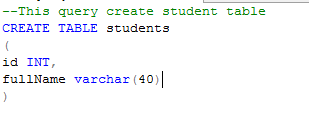 --This query create student table
CREATE TABLE students
(
id INT,
fullName varchar(40)
)